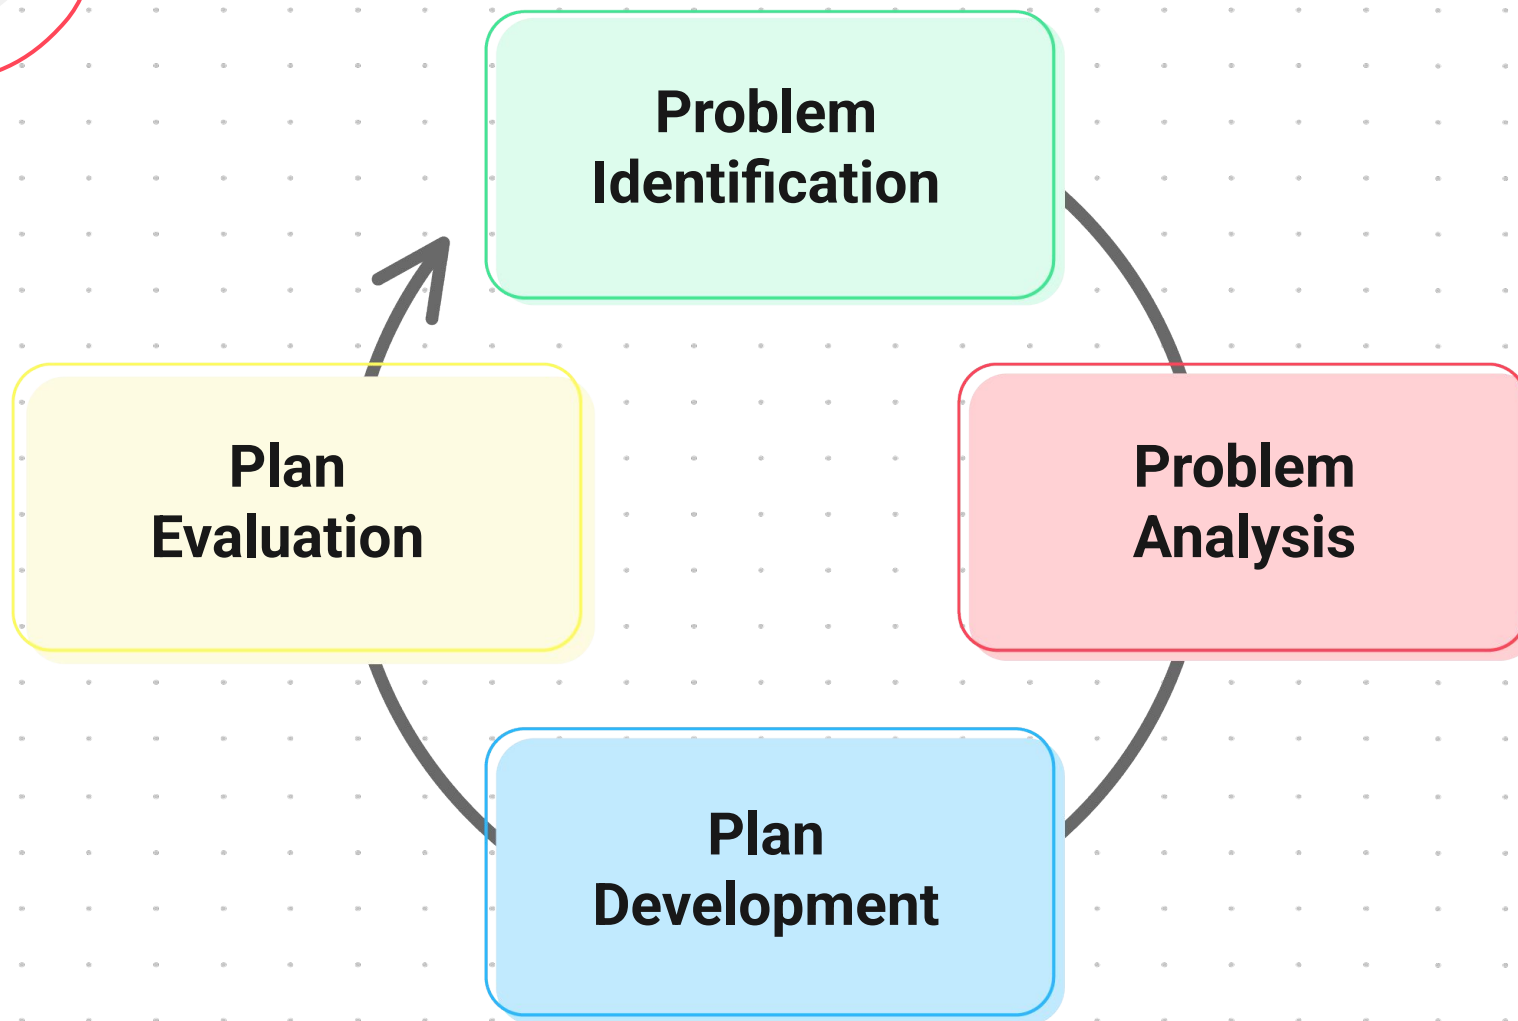 Problem
Identification
Problem
Analysis
Plan
Development
Plan
Evaluation